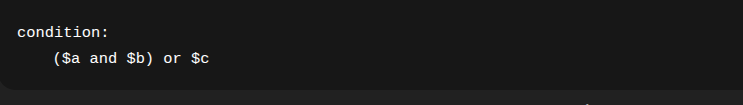 condition:
    ($a and $b) or $c